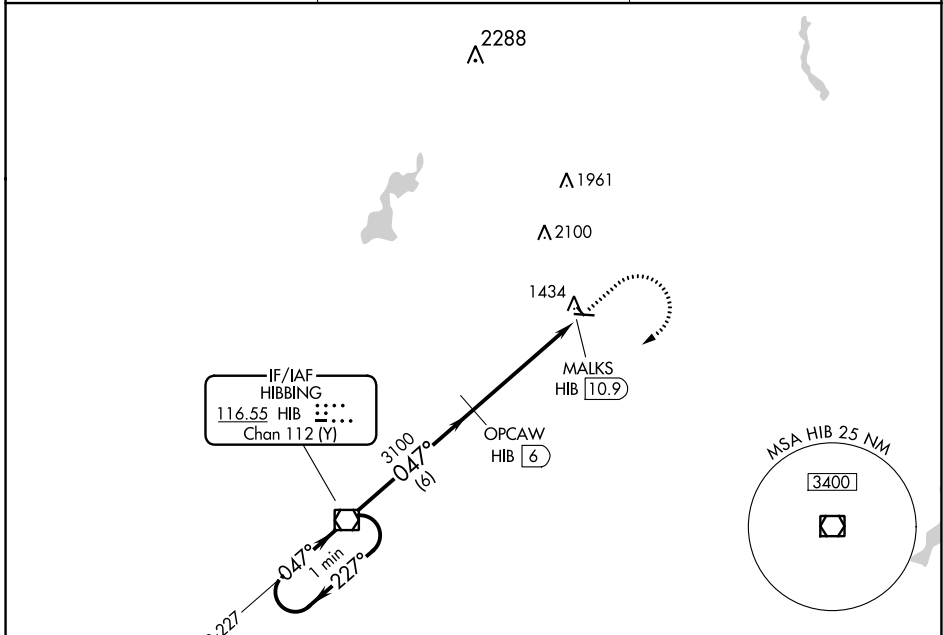 2288
1961
2100
1434
MALKS
HIB 10.9
IF/IAF
HIBBING
116.55 HIB
Chan 112 (Y)
OPCAW
HIB 6
3100
047°
(6)
MSA HIB 25 NM
3400
047°
1 min
227°